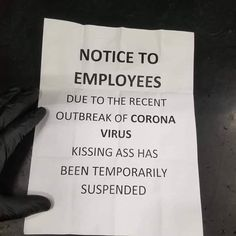 NOTICE TO
EMPLOYEES
DUE TO THE RECENT
OUTBREAK OF CORONA
VIRUS
KISSING ASS HAS
BEEN TEMPORARILY
SUSPENDED